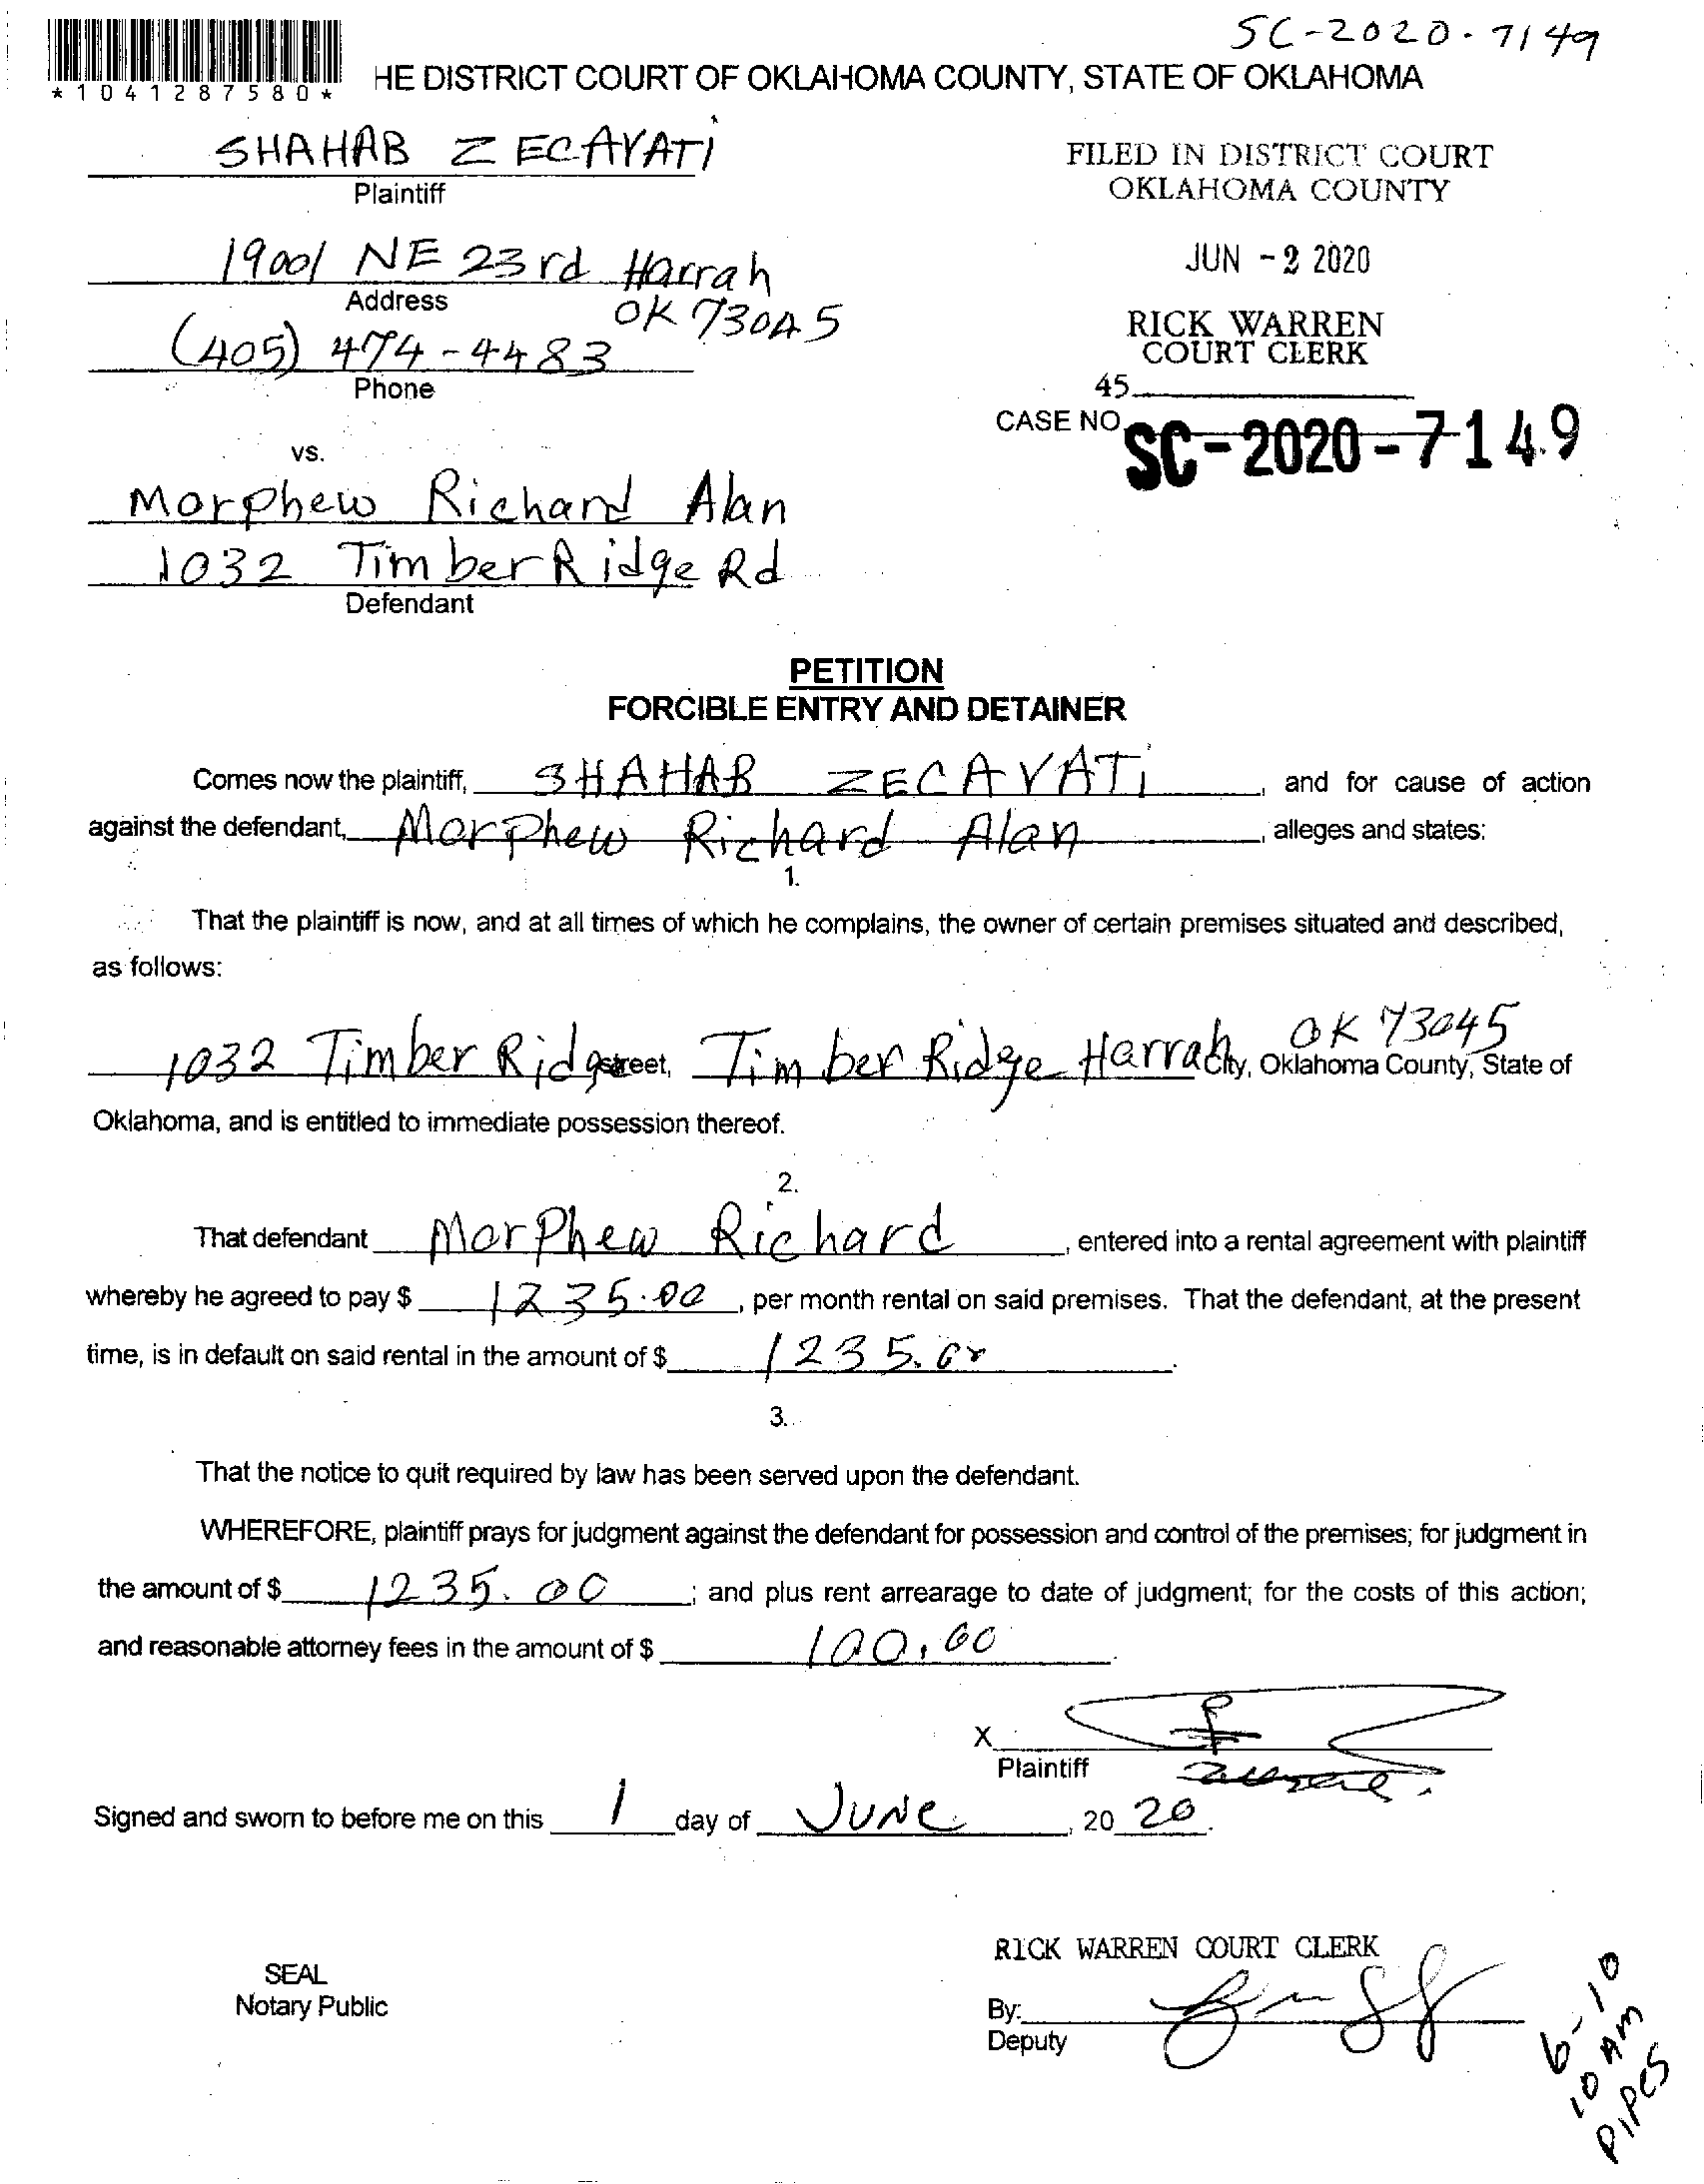 SC-2020-7149
*1041287580*
HE DISTRICT COURT OF OKLAHOMA COUNTY, STATE OF OKLAHOMA
SHAHAB ZECAVATI
Plaintiff
FILED IN DISTRICT COURT
OKLAHOMA COUNTY
JUN -2 2020
RICK WARREN
COURT CLERK
45
19001 NE 23rd Harrah
Address
OK 73045
(405) 474-4483
Phone
CASE NO. SC-2020-7149
vs.
Morphew Richard Alan
1032 Timber Ridge Rd
Defendant
PETITION
FORCIBLE ENTRY AND DETAINER
Comes now the plaintiff, SHAHAB ZECAVATI, and for cause of action
against the defendant, Morphew Richard Alan, alleges and states:
1.
That the plaintiff is now, and at all times of which he complains, the owner of certain premises situated and described,
as follows:
OK 73045
1032 Timber Ridge street, Timber Ridge Harrah City, Oklahoma County, State of
Oklahoma, and is entitled to immediate possession thereof.
2.
That defendant Morphew Richard, entered into a rental agreement with plaintiff
whereby he agreed to pay $ 1235.00, per month rental on said premises. That the defendant, at the present
time, is in default on said rental in the amount of $ 1235.00.
3.
That the notice to quit required by law has been served upon the defendant.
WHEREFORE, plaintiff prays for judgment against the defendant for possession and control of the premises; for judgment in
the amount of $ 1235.00; and plus rent arrearage to date of judgment; for the costs of this action;
and reasonable attorney fees in the amount of $ 100.00.
X
Plaintiff
Signed and sworn to before me on this 1 day of JUNE, 20 20.
RICK WARREN COURT CLERK
SEAL
Notary Public
By:
Deputy
6-10
10 AM
PIPES